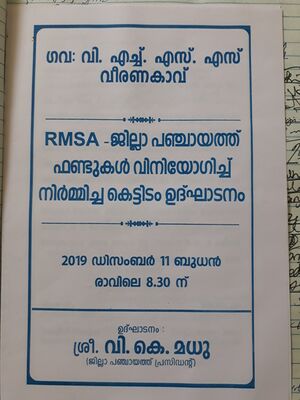 ഗവ: വി. എച്ച്. എസ്. എസ്
വീരണകാവ്
RMSA -ജില്ലാ പഞ്ചായത്ത്
ഫണ്ടുകൾ വിനിയോഗിച്ച്
നിർമ്മിച്ച കെട്ടിടം ഉദ്ഘാടനം
2019 ഡിസംബർ 11 ബുധൻ
രാവിലെ 8.30 ന്
ഉദ്ഘാടനം :
ശ്രീ. വി. കെ. മധു
(ജില്ലാ പഞ്ചായത്ത് പ്രസിഡന്റ്)